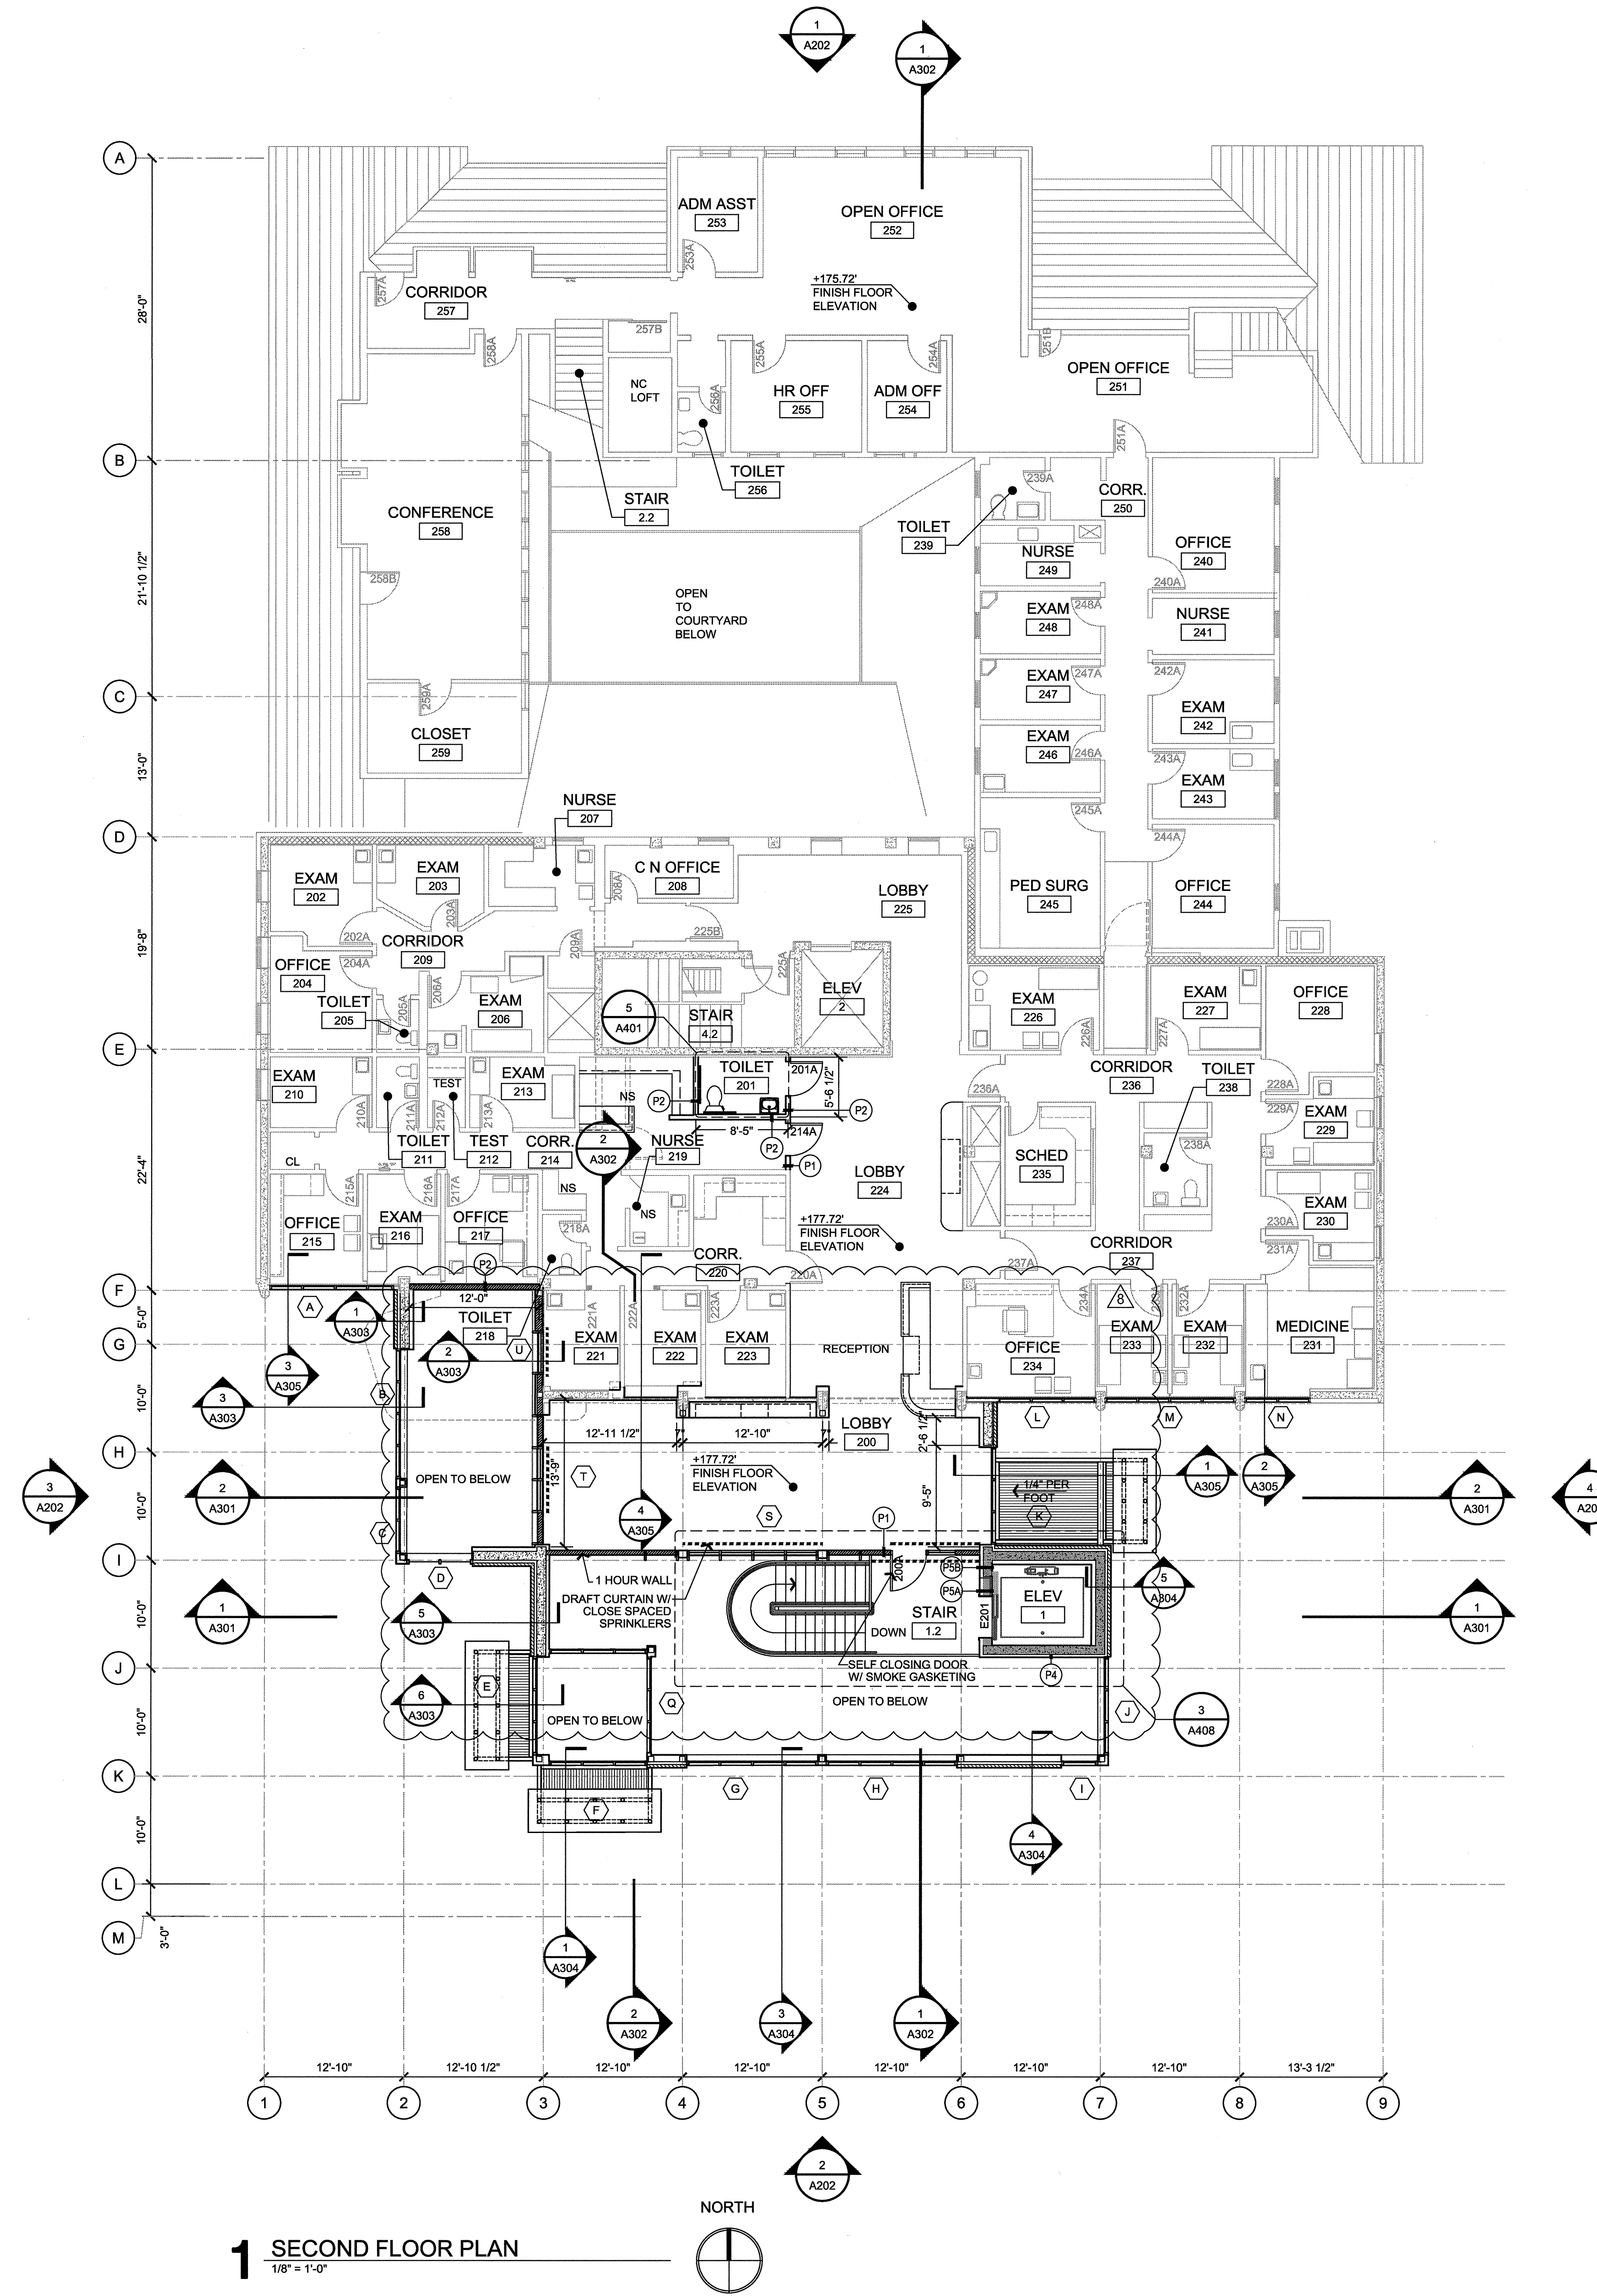 1
A202
1
A302
A
ADM ASST
253
OPEN OFFICE
252
253A
257A
CORRIDOR
257
+175.72'
FINISH FLOOR
ELEVATION
28'-0"
257B
258A
255A
254A
251B
OPEN OFFICE
251
NC
LOFT
256A
HR OFF
255
ADM OFF
254
251A
B
TOILET
256
STAIR
2.2
CONFERENCE
258
239A
CORR.
250
TOILET
239
NURSE
249
OFFICE
240
21'-10 1/2"
258B
OPEN
TO
COURTYARD
BELOW
240A
EXAM
248
248A
NURSE
241
C
259A
EXAM
247
247A
242A
EXAM
242
CLOSET
259
EXAM
246
246A
243A
13'-0"
EXAM
243
NURSE
207
245A
D
244A
EXAM
202
EXAM
203
C N OFFICE
208
208A
LOBBY
225
PED SURG
245
OFFICE
244
203A
202A
225B
CORRIDOR
209
209A
19'-8"
OFFICE
204
204A
206A
225A
TOILET
205
205A
EXAM
206
5
A401
STAIR
4.2
ELEV
2
EXAM
226
EXAM
227
OFFICE
228
226A
227A
E
EXAM
210
TEST
EXAM
213
TOILET
201
201A
5'-6 1/2"
CORRIDOR
236
TOILET
238
236A
228A
NS
P2
P2
229A
EXAM
229
210A
211A
212A
213A
8'-5"
P2
214A
238A
TOILET
211
TEST
212
CORR.
214
2
A302
NURSE
219
P1
SCHED
235
CL
22'-4"
LOBBY
224
215A
216A
217A
NS
NS
EXAM
230
OFFICE
215
EXAM
216
OFFICE
217
218A
+177.72'
FINISH FLOOR
ELEVATION
230A
CORRIDOR
237
231A
P2
CORR.
220
220A
237A
F
12'-0"
A
1
A303
TOILET
218
221A
222A
223A
234A
8
232A
5'-0"
G
2
A303
U
EXAM
221
EXAM
222
EXAM
223
RECEPTION
OFFICE
234
EXAM
233
EXAM
232
MEDICINE
231
3
A305
B
10'-0"
3
A303
L
M
N
12'-11 1/2"
7"
12'-10"
7"
LOBBY
200
2'-6 1/2"
H
13'-9"
T
+177.72'
FINISH FLOOR
ELEVATION
OPEN TO BELOW
1
A305
2
A305
3
A202
2
A301
1/4" PER
FOOT
K
2
A301
4
10'-0"
4
A305
S
P1
9'-5"
C
I
D
1 HOUR WALL
DRAFT CURTAIN W/
CLOSE SPACED
SPRINKLERS
200A
P5B
P5A
ELEV
1
5
A304
10'-0"
1
A301
5
A303
DOWN
STAIR
1.2
E201
1
A301
J
SELF CLOSING DOOR
W/ SMOKE GASKETING
P4
E
6
A303
Q
OPEN TO BELOW
OPEN TO BELOW
J
3
A408
10'-0"
K
G
H
I
F
10'-0"
4
A304
L
M
3'-0"
1
A304
2
A302
3
A304
1
A302
12'-10"
12'-10 1/2"
12'-10"
12'-10"
12'-10"
12'-10"
12'-10"
13'-3 1/2"
1
2
3
4
5
6
7
8
9
2
A202
NORTH
1
SECOND FLOOR PLAN
1/8" = 1'-0"